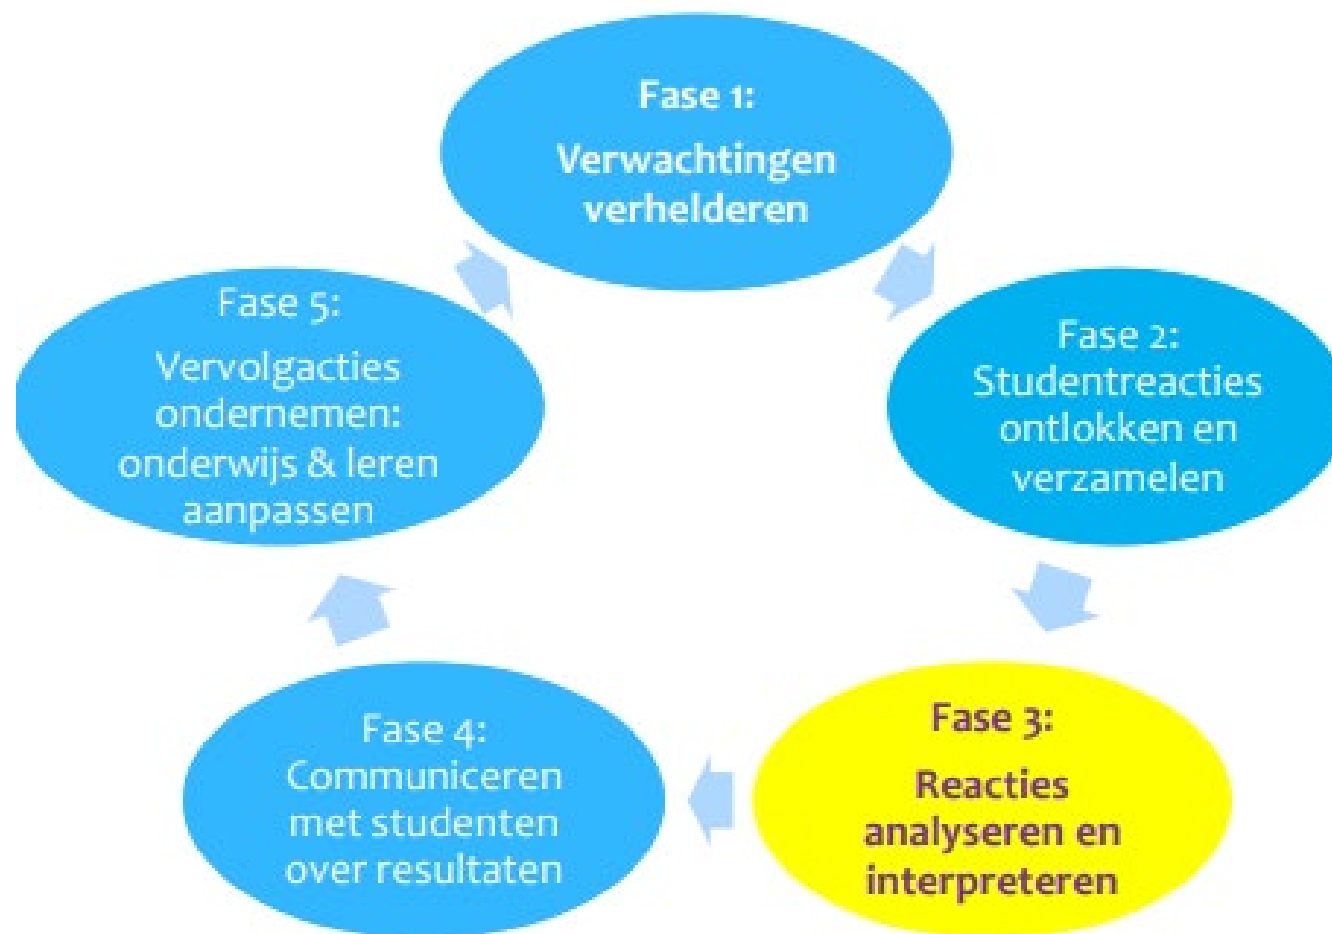 Fase 1:
Verwachtingen
verhelderen
Fase 2:
Studentreacties
ontlokken en
verzamelen
Fase 3:
Reacties
analyseren en
interpreteren
Fase 4:
Communiceren
met studenten
over resultaten
Fase 5:
Vervolgacties
ondernemen:
onderwijs & leren
aanpassen